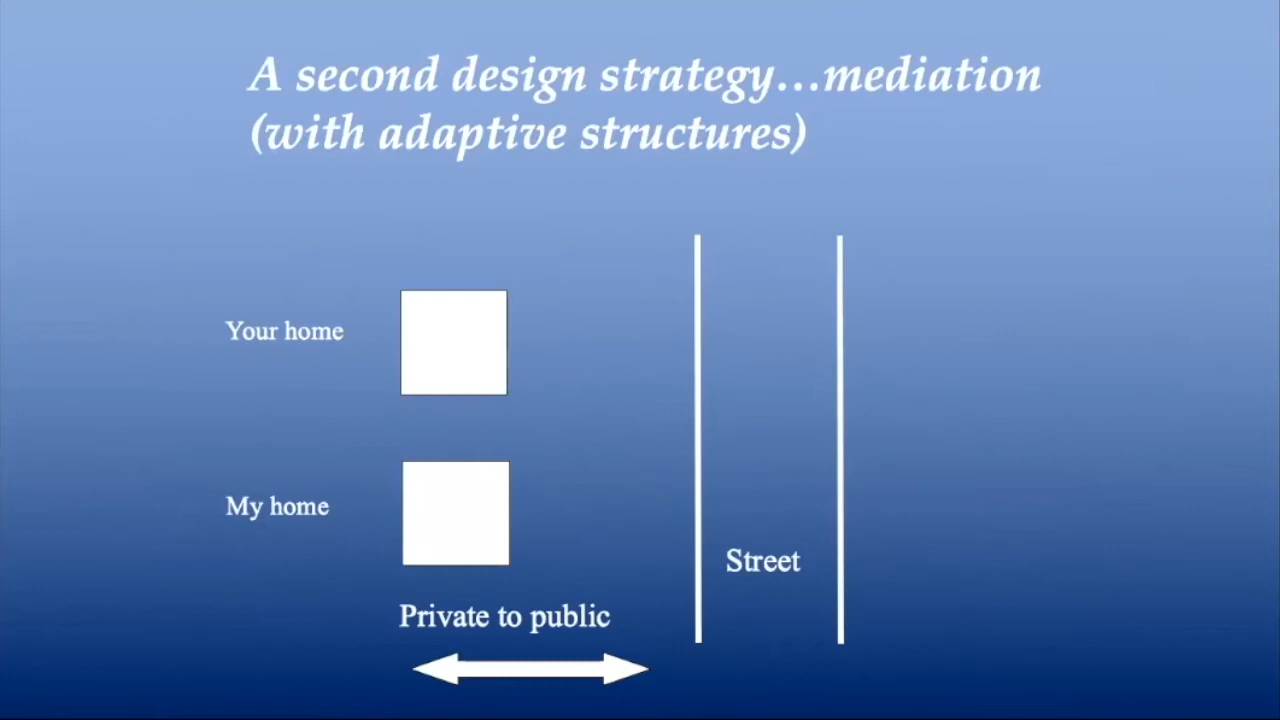 A second design strategy…mediation
(with adaptive structures)
Your home
My home
Street
Private to public